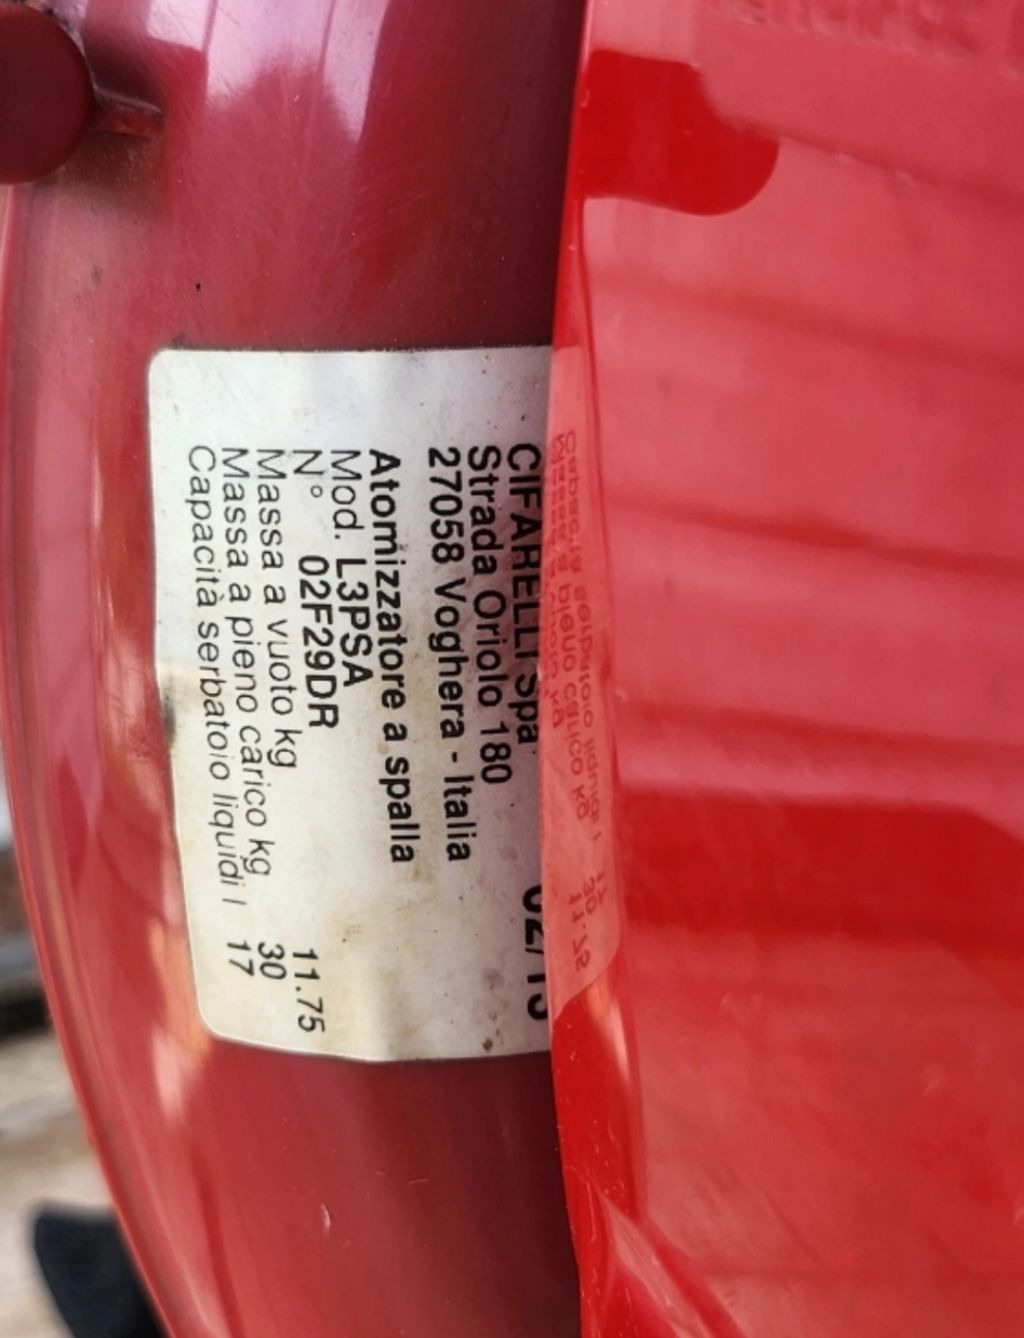 CIFARELLI Spa
Strada Oriolo 180
27058 Voghera - Italia
Atomizzatore a spalla
Mod. L3PSA
N° 02F29DR
Massa a vuoto kg 11.75
Massa a pieno carico kg 30
Capacità serbatoio liquidi l 17